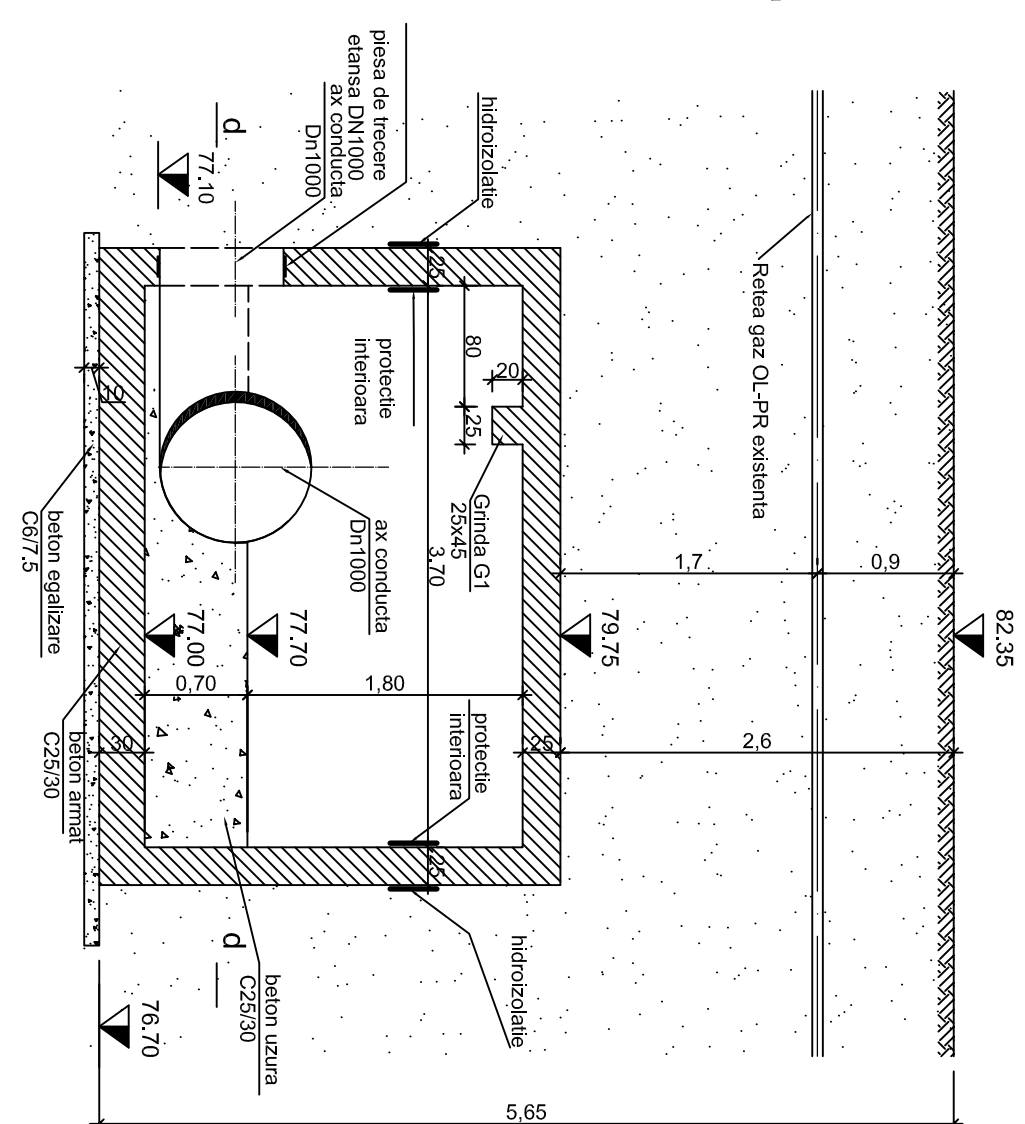 82.35
0,9
1,7
2,6
5,65
Retea gaz OL-PR existenta
79.75
hidroizolatie
piesa de trecere
etansa DN1000
ax conducta
Dn1000
25
80
20
25
Grinda G1
25x45
3.70
protectie
interioara
ax conducta
Dn1000
d
77.10
77.70
77.00
0,70
1,80
25
30
10
protectie
interioara
25
hidroizolatie
d
beton egalizare
C6/7.5
beton armat
C25/30
beton uzura
C25/30
76.70